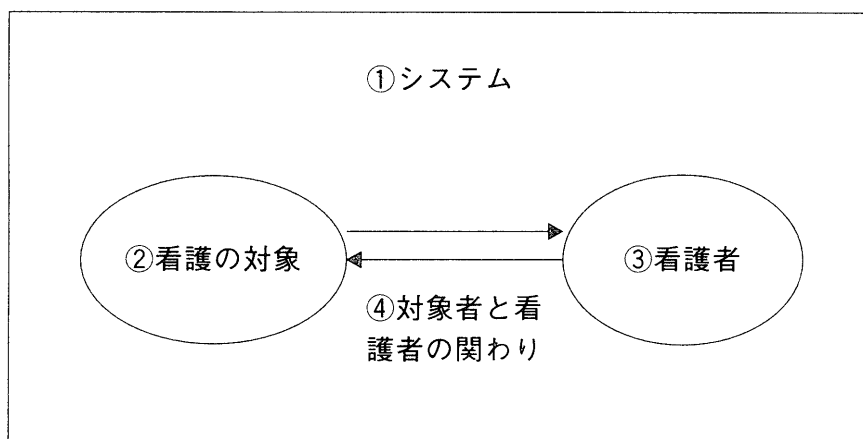 ①システム
②看護の対象
③看護者
④対象者と看
護者の関わり